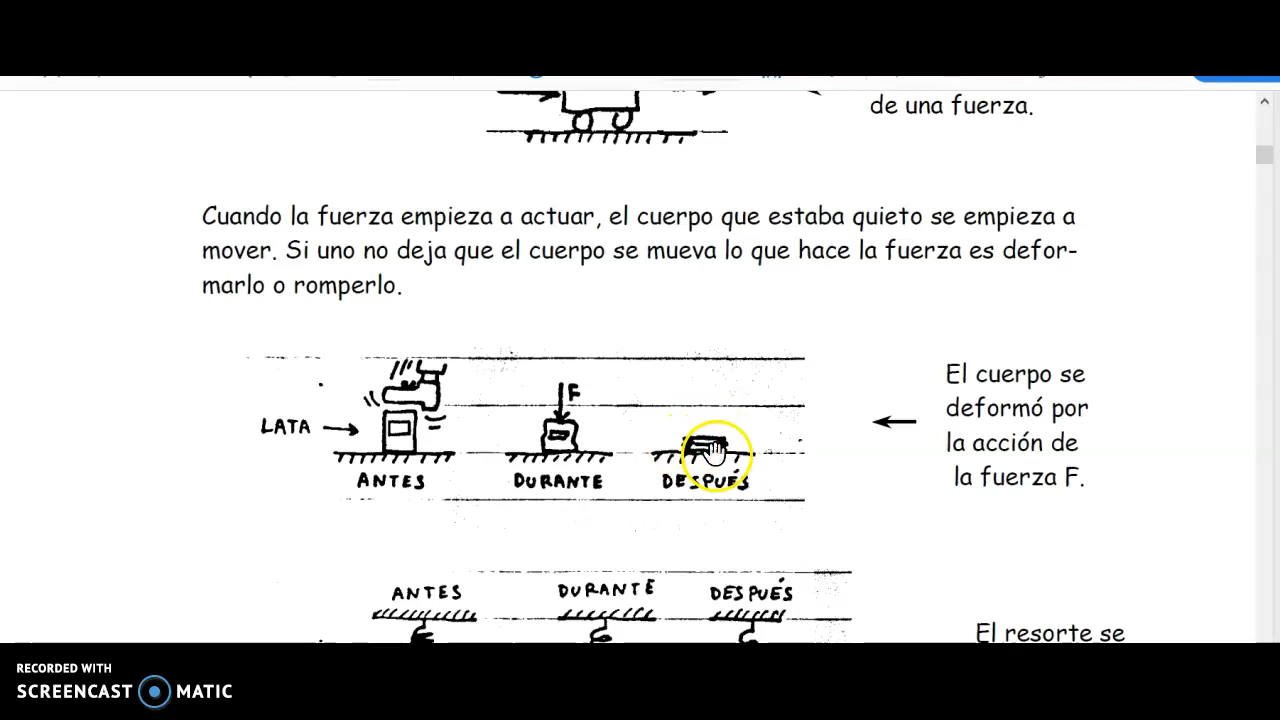 de una fuerza.
Cuando la fuerza empieza a actuar, el cuerpo que estaba quieto se empieza a
mover. Si uno no deja que el cuerpo se mueva lo que hace la fuerza es defor-
marlo o romperlo.
LATA
F
ANTES DURANTE DESPUÉS
El cuerpo se
deformó por
la acción de
la fuerza F.
ANTES DURANTE DESPUÉS
El resorte se
RECORDED WITH
SCREENCAST MATIC